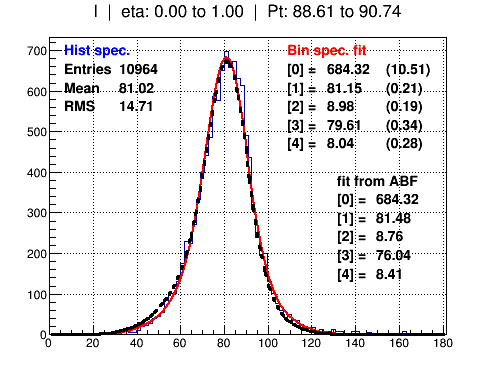 I | eta: 0.00 to 1.00 | Pt: 88.61 to 90.74
Hist spec.
Entries 10964
Mean 81.02
RMS 14.71
Bin spec. fit
[0] = 684.32 (10.51)
[1] = 81.15 (0.21)
[2] = 8.98 (0.19)
[3] = 79.61 (0.34)
[4] = 8.04 (0.28)
fit from ABF
[0] = 684.32
[1] = 81.48
[2] = 8.76
[3] = 76.04
[4] = 8.41
700
600
500
400
300
200
100
0
0 20 40 60 80 100 120 140 160 180